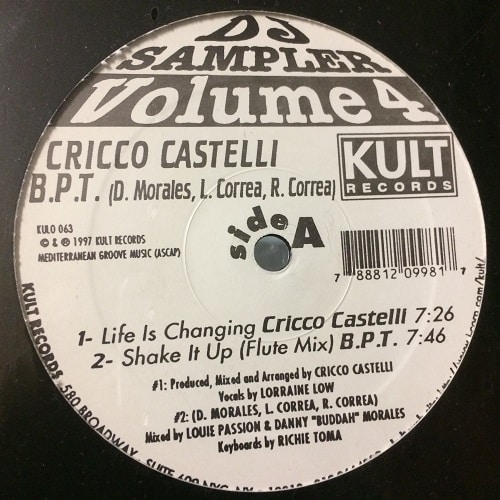 DJ
SAMPLER
Volume 4
CRICCO CASTELLI
B.P.T. (D. Morales, L. Correa, R. Correa)
KULT
RECORDS
KULO 063
© & ℗ 1997 KULT RECORDS
MEDITERRANEAN GROOVE MUSIC (ASCAP)
side A
7 88812 09981 7
1- Life Is Changing Cricco Castelli 7:26
2- Shake It Up (Flute Mix) B.P.T. 7:46
#1: Produced, Mixed and Arranged by CRICCO CASTELLI
Vocals by LORRAINE LOW
#2: (D. MORALES, L. CORREA, R. CORREA)
Mixed by LOUIE PASSION & DANNY "BUDDAH" MORALES
Keyboards by RICHIE TOMA
KULT RECORDS 580 BROADWAY SUITE